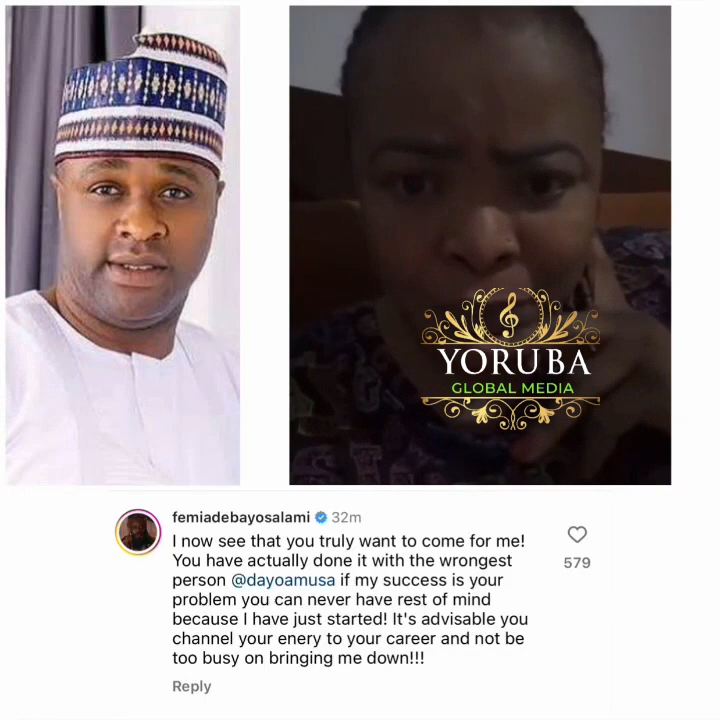 YORUBA
GLOBAL MEDIA
femiadebayosalami 32m
I now see that you truly want to come for me!
You have actually done it with the wrongest
person @dayoamusa if my success is your
problem you can never have rest of mind
because I have just started! It's advisable you
channel your enery to your career and not be
too busy on bringing me down!!!
579
Reply